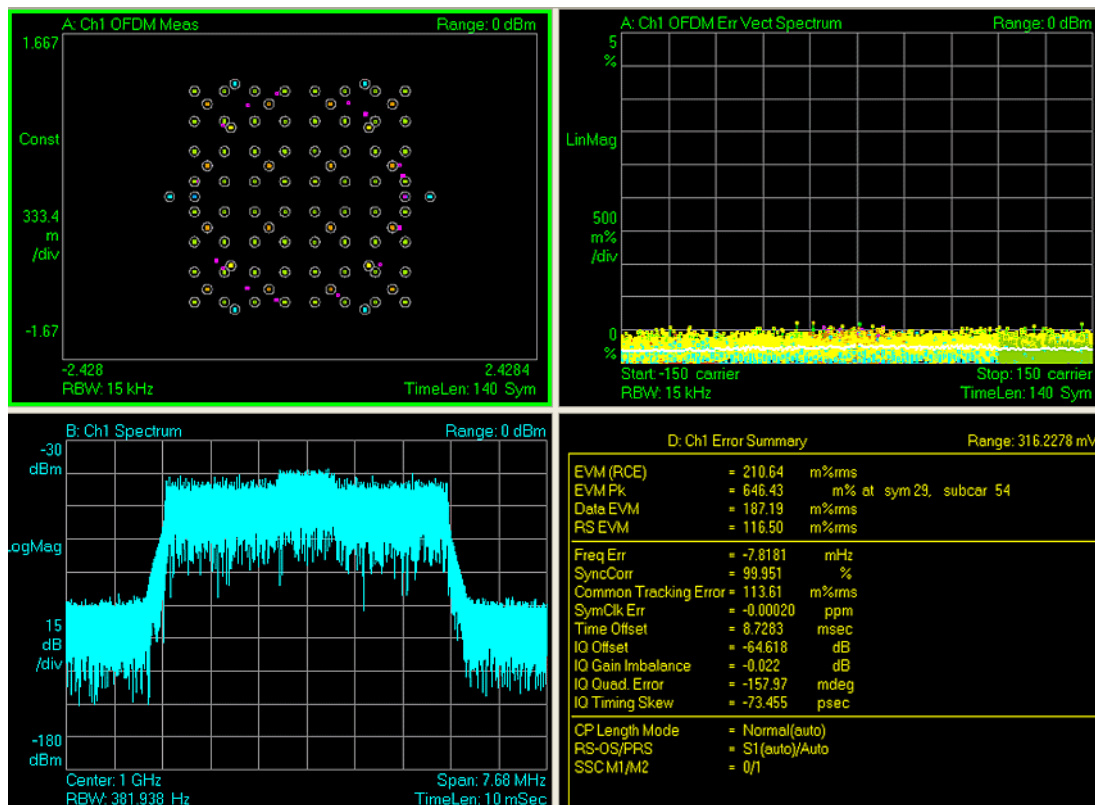 A: Ch1 OFDM Meas Range: 0 dBm
1.667
Const
333.4
m
/div
-1.67
-2.428 2.4284
RBW: 15 kHz TimeLen: 140 Sym
A: Ch1 OFDM Err Vect Spectrum Range: 0 dBm
5
%
LinMag
500
m%
/div
0
%
Start: -150 carrier Stop: 150 carrier
RBW: 15 kHz TimeLen: 140 Sym
B: Ch1 Spectrum Range: 0 dBm
-30
dBm
LogMag
15
dB
/div
-180
dBm
Center: 1 GHz Span: 7.68 MHz
RBW: 381.938 Hz TimeLen: 10 mSec
D: Ch1 Error Summary Range: 316.2278 mV
EVM (RCE) = 210.64 m%rms
EVM Pk = 646.43 m% at sym 29, subcar 54
Data EVM = 187.19 m%rms
RS EVM = 116.50 m%rms
Freq Err = -7.8181 mHz
SyncCorr = 99.951 %
Common Tracking Error = 113.61 m%rms
SymClk Err = -0.00020 ppm
Time Offset = 8.7283 msec
IQ Offset = -64.618 dB
IQ Gain Imbalance = -0.022 dB
IQ Quad. Error = -157.97 mdeg
IQ Timing Skew = -73.455 psec
CP Length Mode = Normal(auto)
RS-OS/PRS = S1(auto)/Auto
SSC M1/M2 = 0/1